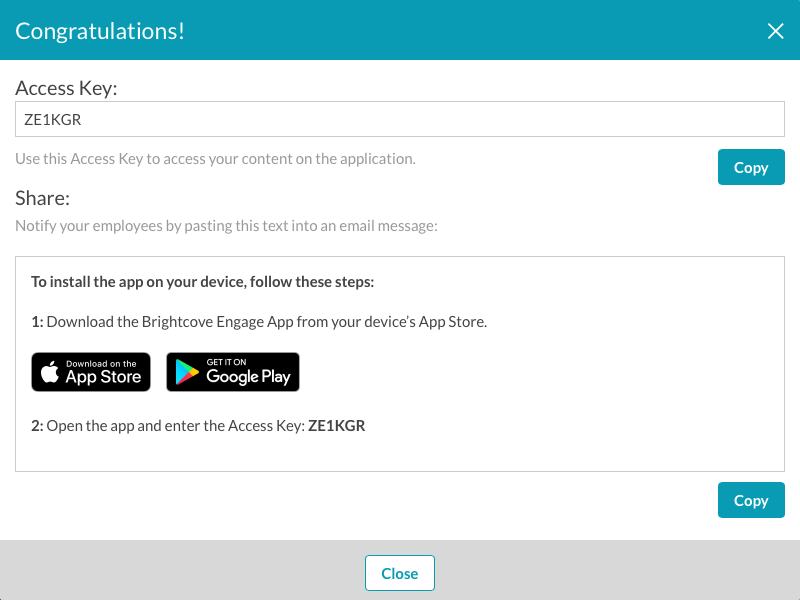 Congratulations!
Access Key:
ZE1KGR
Use this Access Key to access your content on the application.
Copy
Share:
Notify your employees by pasting this text into an email message:
To install the app on your device, follow these steps:
1: Download the Brightcove Engage App from your device’s App Store.
Download on the
App Store
GET IT ON
Google Play
2: Open the app and enter the Access Key: ZE1KGR
Copy
Close